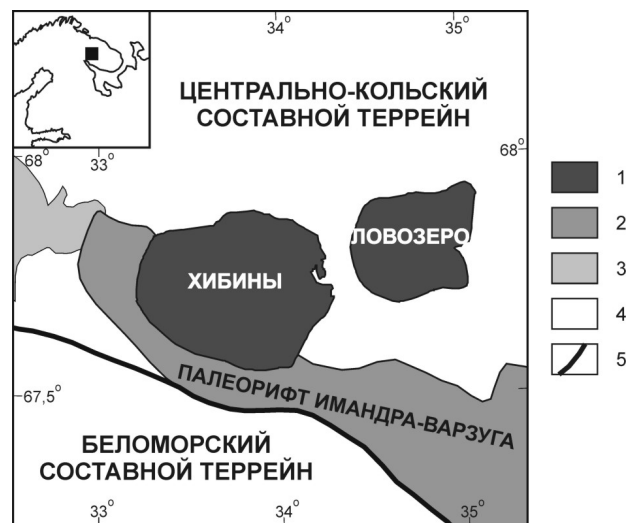 34°
35°
ЦЕНТРАЛЬНО-КОЛЬСКИЙ
СОСТАВНОЙ ТЕРРЕЙН
68°
33°
68°
1
ЛОВОЗЕРО
2
ХИБИНЫ
3
4
ПАЛЕОРИФТ ИМАНДРА-ВАРЗУГА
5
67,5°
БЕЛОМОРСКИЙ
СОСТАВНОЙ ТЕРРЕЙН
33°
34°
35°